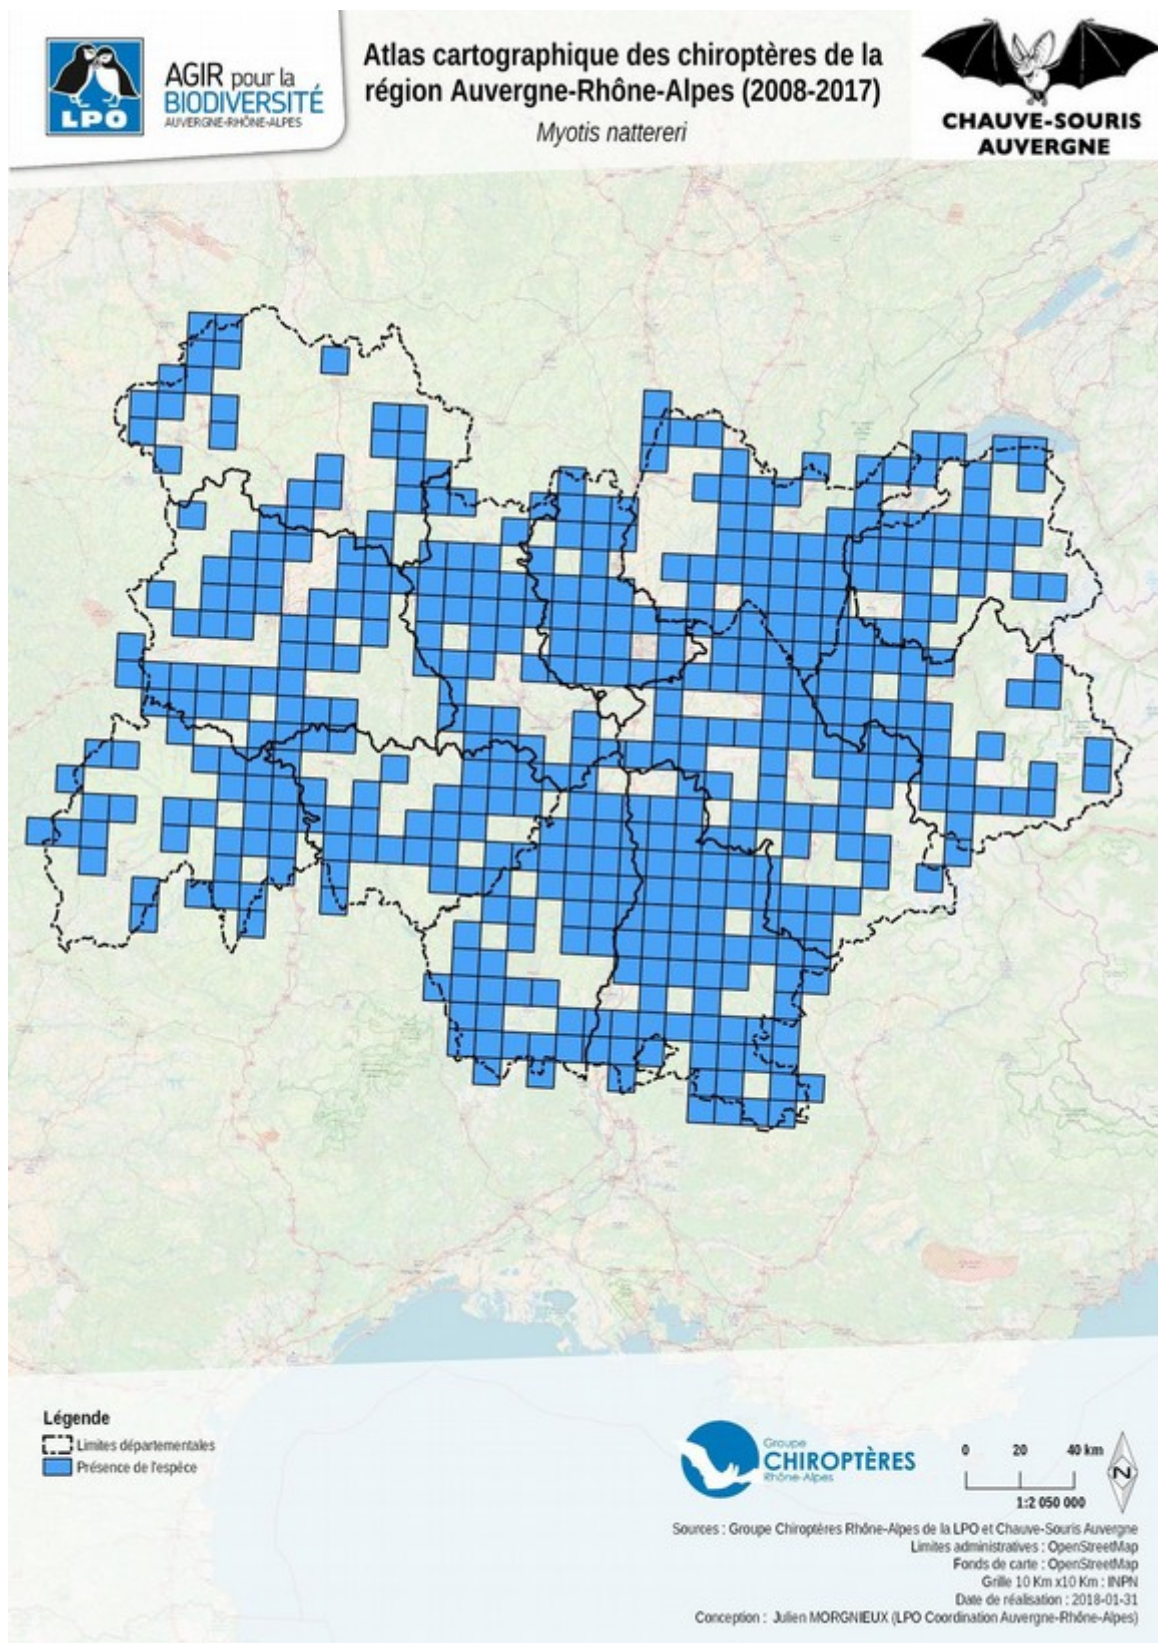 LPO
AGIR pour la
BIODIVERSITÉ
AUVERGNE-RHÔNE-ALPES
Atlas cartographique des chiroptères de la
région Auvergne-Rhône-Alpes (2008-2017)
Myotis nattereri
CHAUVE-SOURIS
AUVERGNE
Légende
Limites départementales
Présence de l'espèce
Groupe
CHIROPTÈRES
Rhône-Alpes
0 20 40 km
1:2 050 000
N
Sources : Groupe Chiroptères Rhône-Alpes de la LPO et Chauve-Souris Auvergne
Limites administratives : OpenStreetMap
Fonds de carte : OpenStreetMap
Grille 10 Km x10 Km : INPN
Date de réalisation : 2018-01-31
Conception : Julien MORGNIEUX (LPO Coordination Auvergne-Rhône-Alpes)